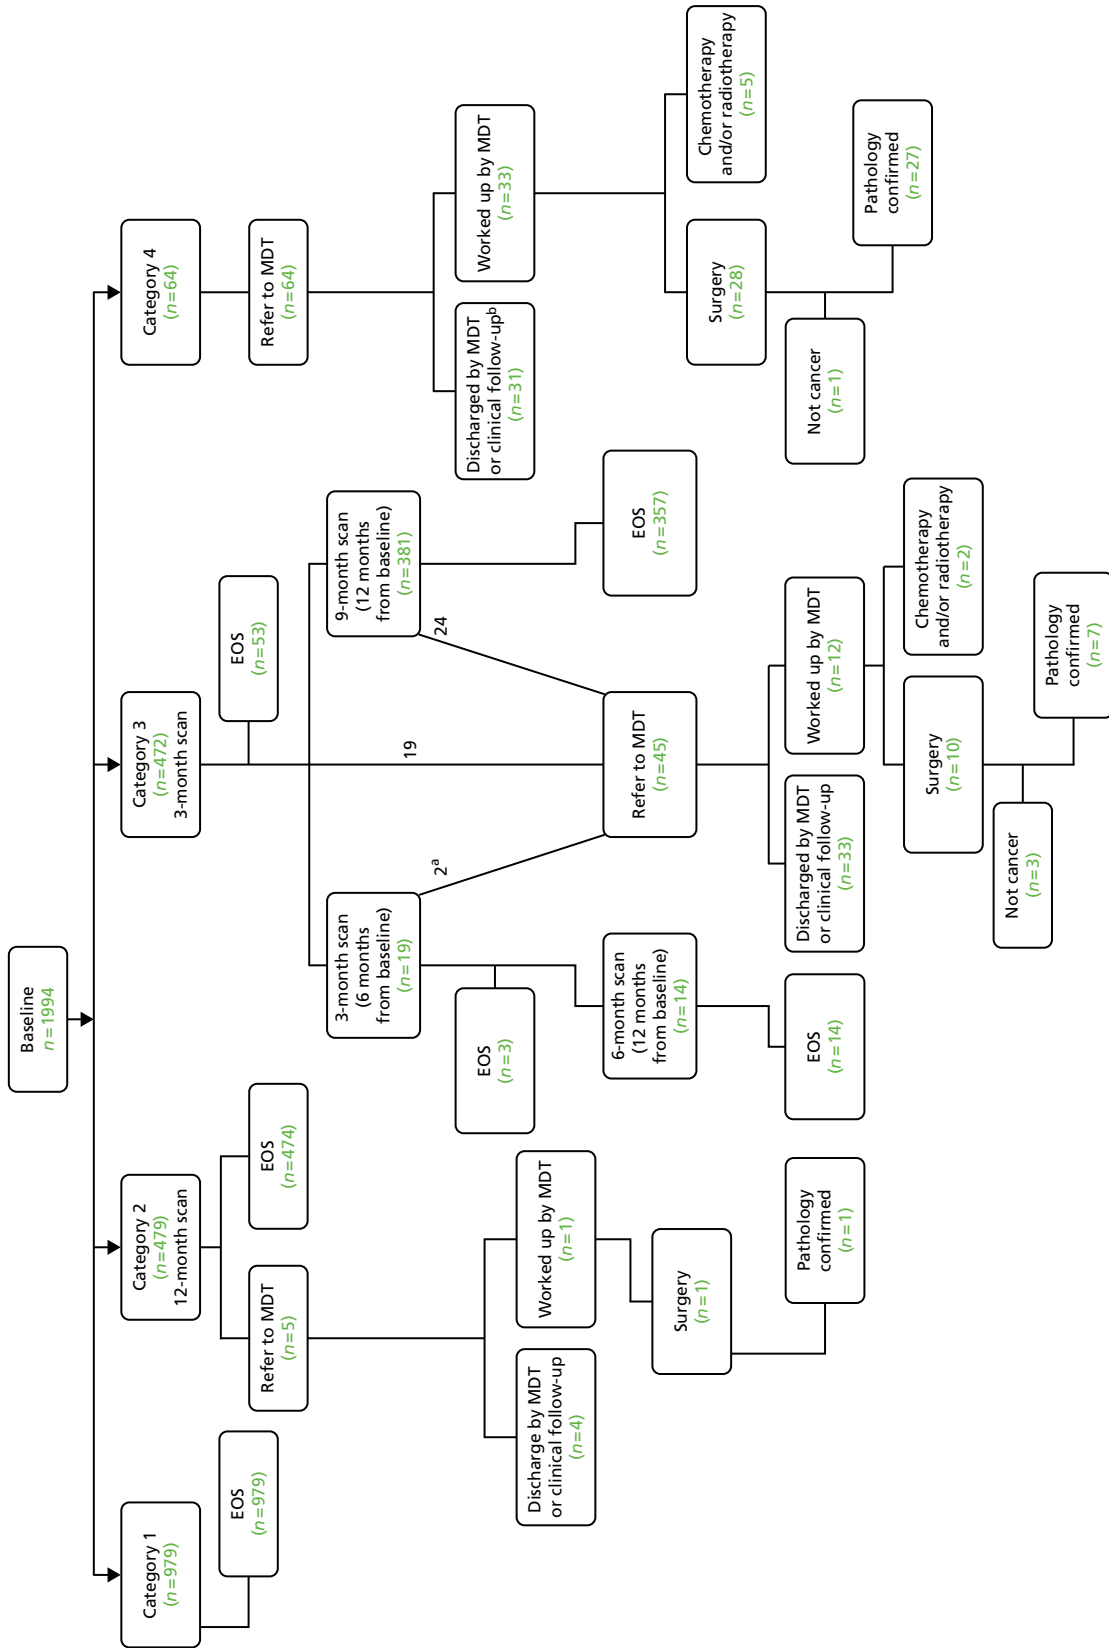 Baseline
n=1994
Category 1
(n=979)
EOS
(n=979)
Category 2
(n=479)
12-month scan
Refer to MDT
(n=5)
EOS
(n=474)
Discharge by MDT
or clinical follow-up
(n=4)
Worked up by MDT
(n=1)
Surgery
(n=1)
Pathology
confirmed
(n=1)
Category 3
(n=472)
3-month scan
EOS
(n=53)
3-month scan
(6 months
from baseline)
(n=19)
9-month scan
(12 months
from baseline)
(n=381)
2a
19
24
EOS
(n=3)
6-month scan
(12 months
from baseline)
(n=14)
EOS
(n=14)
Refer to MDT
(n=45)
EOS
(n=357)
Discharged by MDT
or clinical follow-up
(n=33)
Worked up by MDT
(n=12)
Surgery
(n=10)
Chemotherapy
and/or radiotherapy
(n=2)
Not cancer
(n=3)
Pathology
confirmed
(n=7)
Category 4
(n=64)
Refer to MDT
(n=64)
Discharged by MDT
or clinical follow-upb
(n=31)
Worked up by MDT
(n=33)
Surgery
(n=28)
Chemotherapy
and/or radiotherapy
(n=5)
Not cancer
(n=1)
Pathology
confirmed
(n=27)